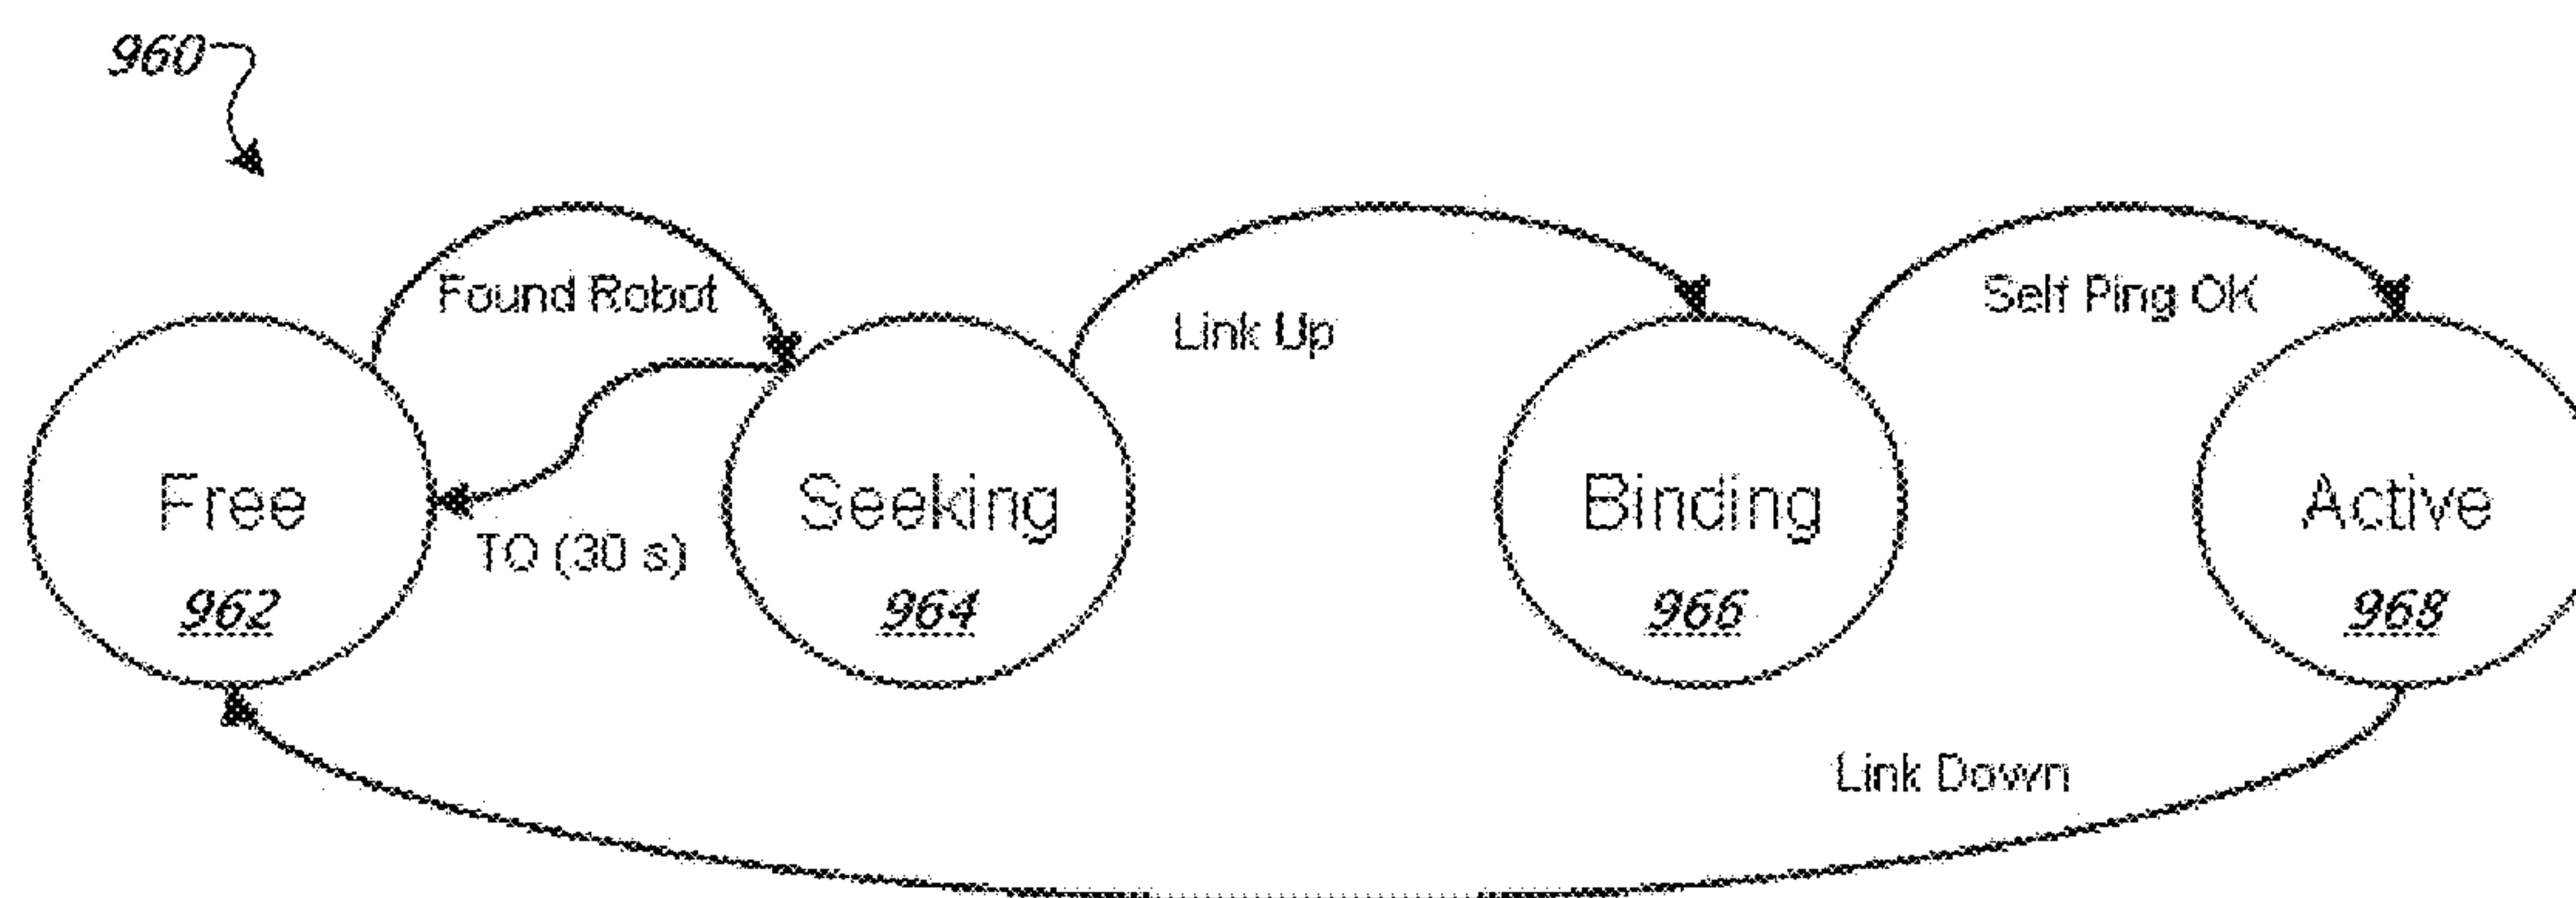 960
Found Robot
Link Up
Self Ping OK
Free
Seeking
Binding
Active
TO (30 s)
962
964
966
968
Link Down